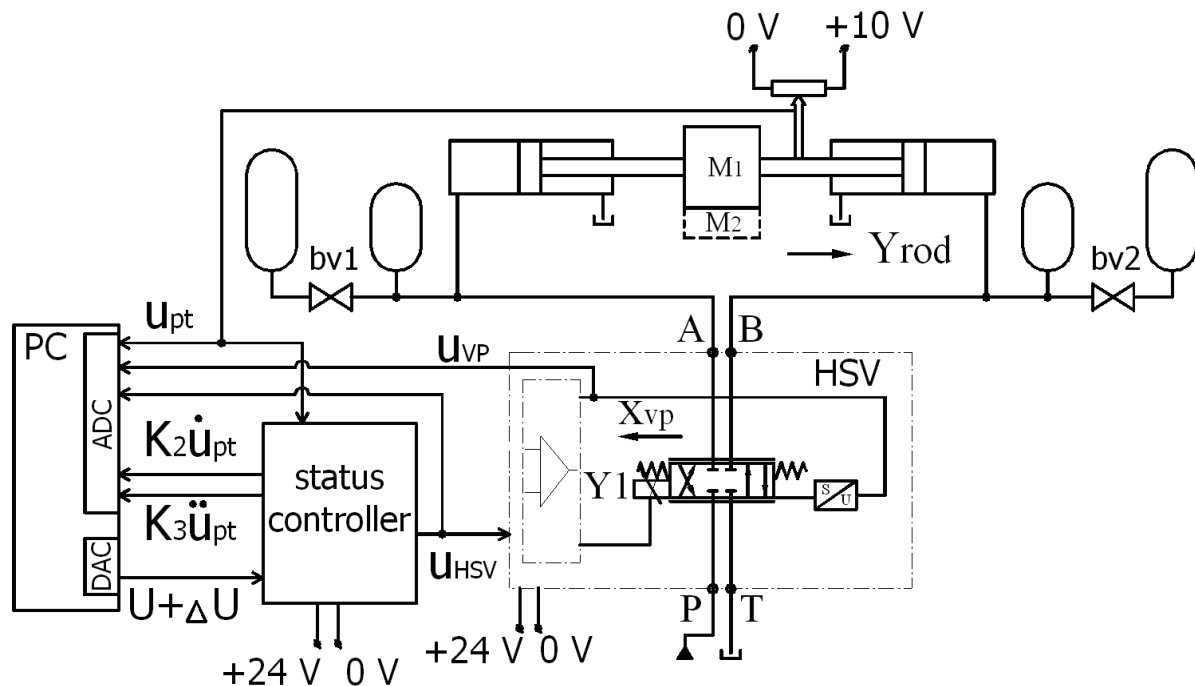 0 V +10 V
M1
M2
Yrod
bv1
bv2
upt
PC
ADC
uVP
A B
HSV
Xvp
K2u̇pt
status
controller
Y1
S
U
K3üpt
uHSV
DAC
U+ΔU
P T
+24 V 0 V
+24 V 0 V